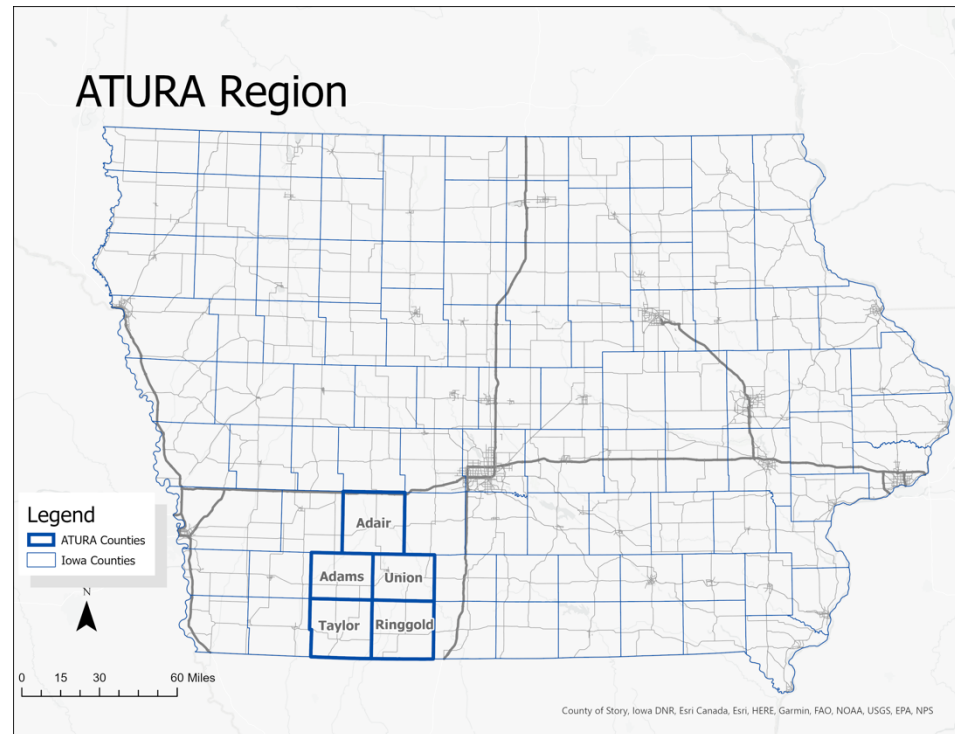 ATURA Region
Adair
Legend
ATURA Counties
Iowa Counties
Adams
Union
N
Taylor
Ringgold
0 15 30 60 Miles
County of Story, Iowa DNR, Esri Canada, Esri, HERE, Garmin, FAO, NOAA, USGS, EPA, NPS